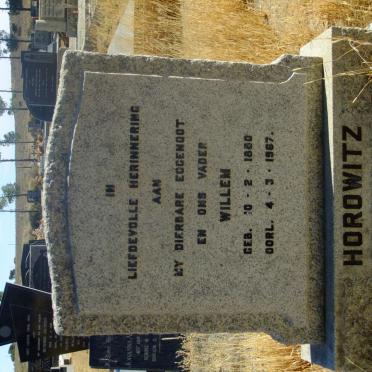 IN
LIEFDEVOLLE HERINNERING
AAN
MY DIERBARE EGGENOOT
EN ONS VADER
WILLEM
GEB. 10 - 2 - 1880
OORL. 4 - 3 - 1967.
HOROWITZ